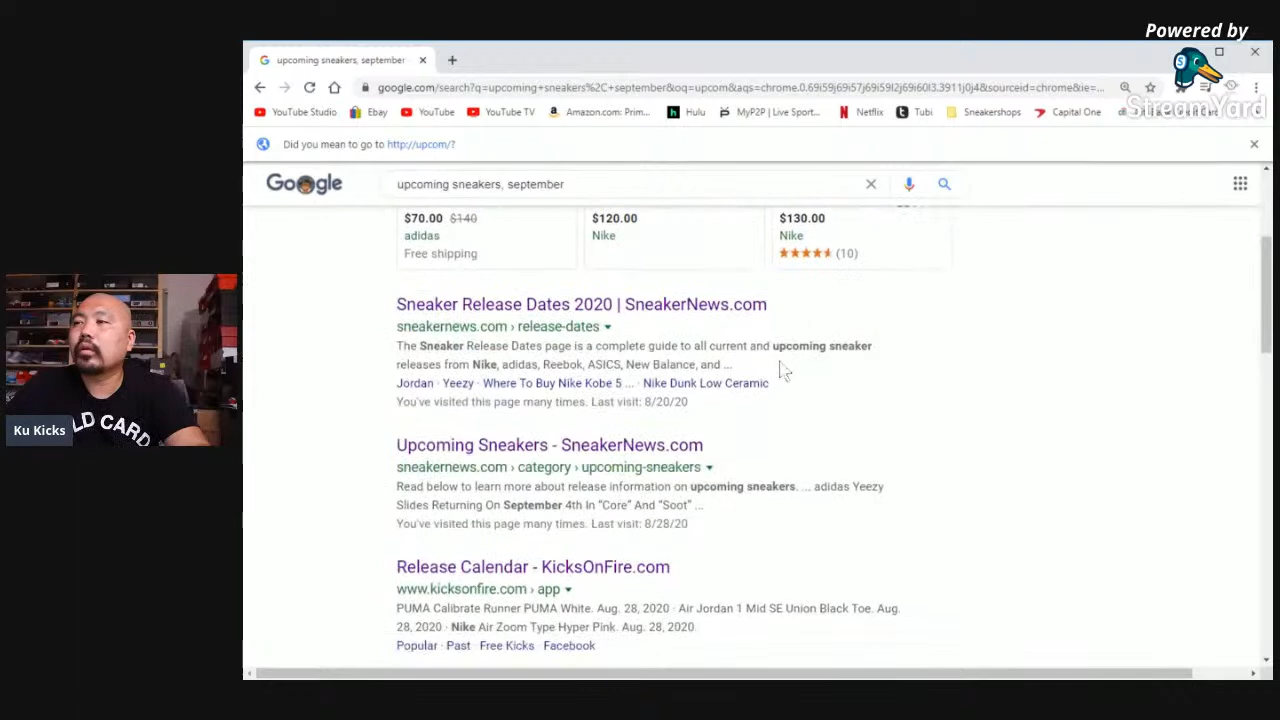 Powered by
StreamYard
upcoming sneakers, september
google.com/search?q=upcoming+sneakers%2C+september&oq=upcom&aqs=chrome.0.69i59j69i57j69i59l2j69i60l3.3911j0j4&sourceid=chrome&ie=...
YouTube Studio Ebay YouTube YouTube TV Amazon.com: Prim... Hulu MyP2P | Live Sport... Netflix Tubi Sneakershops Capital One
Did you mean to go to http://upcom/?
Google
upcoming sneakers, september
$70.00 $140 $120.00 $130.00
adidas Nike Nike
Free shipping (10)
Sneaker Release Dates 2020 | SneakerNews.com
sneakernews.com › release-dates
The Sneaker Release Dates page is a complete guide to all current and upcoming sneaker
releases from Nike, adidas, Reebok, ASICS, New Balance, and ...
Jordan · Yeezy · Where To Buy Nike Kobe 5 ... · Nike Dunk Low Ceramic
You've visited this page many times. Last visit: 8/20/20
Upcoming Sneakers - SneakerNews.com
sneakernews.com › category › upcoming-sneakers
Read below to learn more about release information on upcoming sneakers. ... adidas Yeezy
Slides Returning On September 4th In “Core” And “Soot” ...
You've visited this page many times. Last visit: 8/28/20
Release Calendar - KicksOnFire.com
www.kicksonfire.com › app
PUMA Calibrate Runner PUMA White. Aug. 28, 2020 · Air Jordan 1 Mid SE Union Black Toe. Aug.
28, 2020 · Nike Air Zoom Type Hyper Pink. Aug. 28, 2020.
Popular · Past Free Kicks Facebook
Ku Kicks
LD CARD